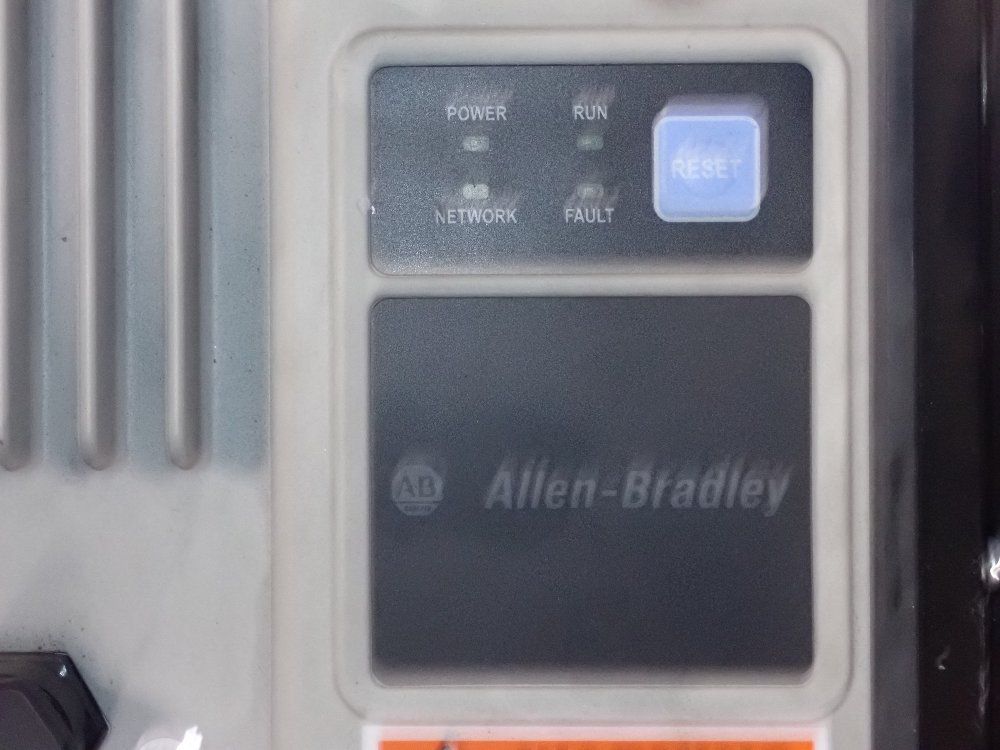 POWER RUN
RESET
NETWORK FAULT
AB Allen-Bradley